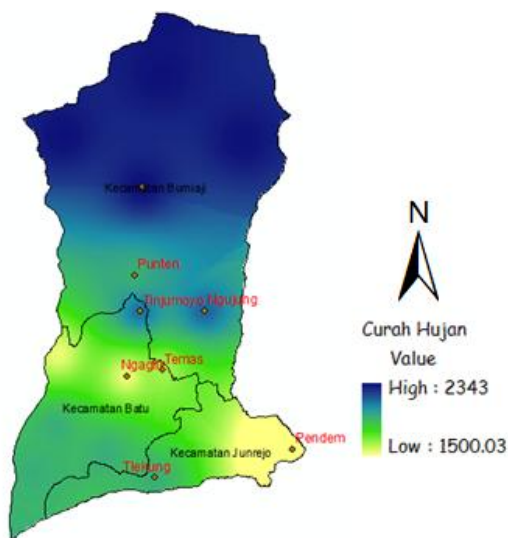 Kecamatan Bumiaji
Punten
Tinjumoyo Ngujung
Temas
Ngaglik
Kecamatan Batu
Pendem
Kecamatan Junrejo
Tlekung
N
Curah Hujan
Value
High : 2343
Low : 1500.03